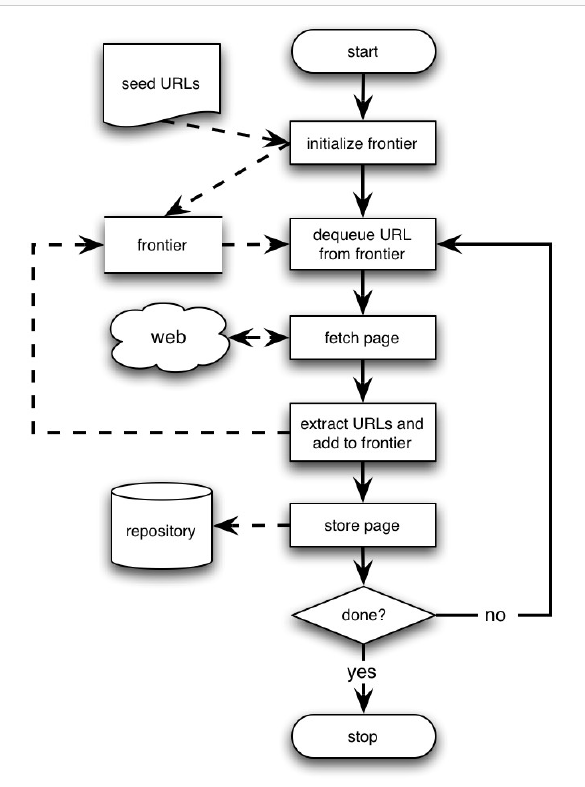 seed URLs
start
initialize frontier
frontier
dequeue URL
from frontier
web
fetch page
extract URLs and
add to frontier
repository
store page
done?
no
yes
stop